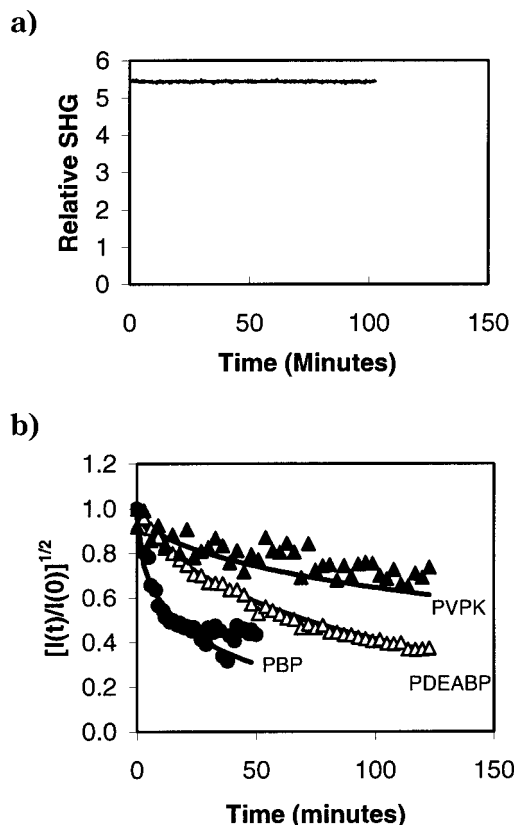 a)
6
5
4
3
2
1
0
Relative SHG
0 50 100 150
Time (Minutes)
b)
1.2
1.0
0.8
0.6
0.4
0.2
0.0
[I(t)/I(0)]1/2
PVPK
PBP
PDEABP
0 50 100 150
Time (minutes)